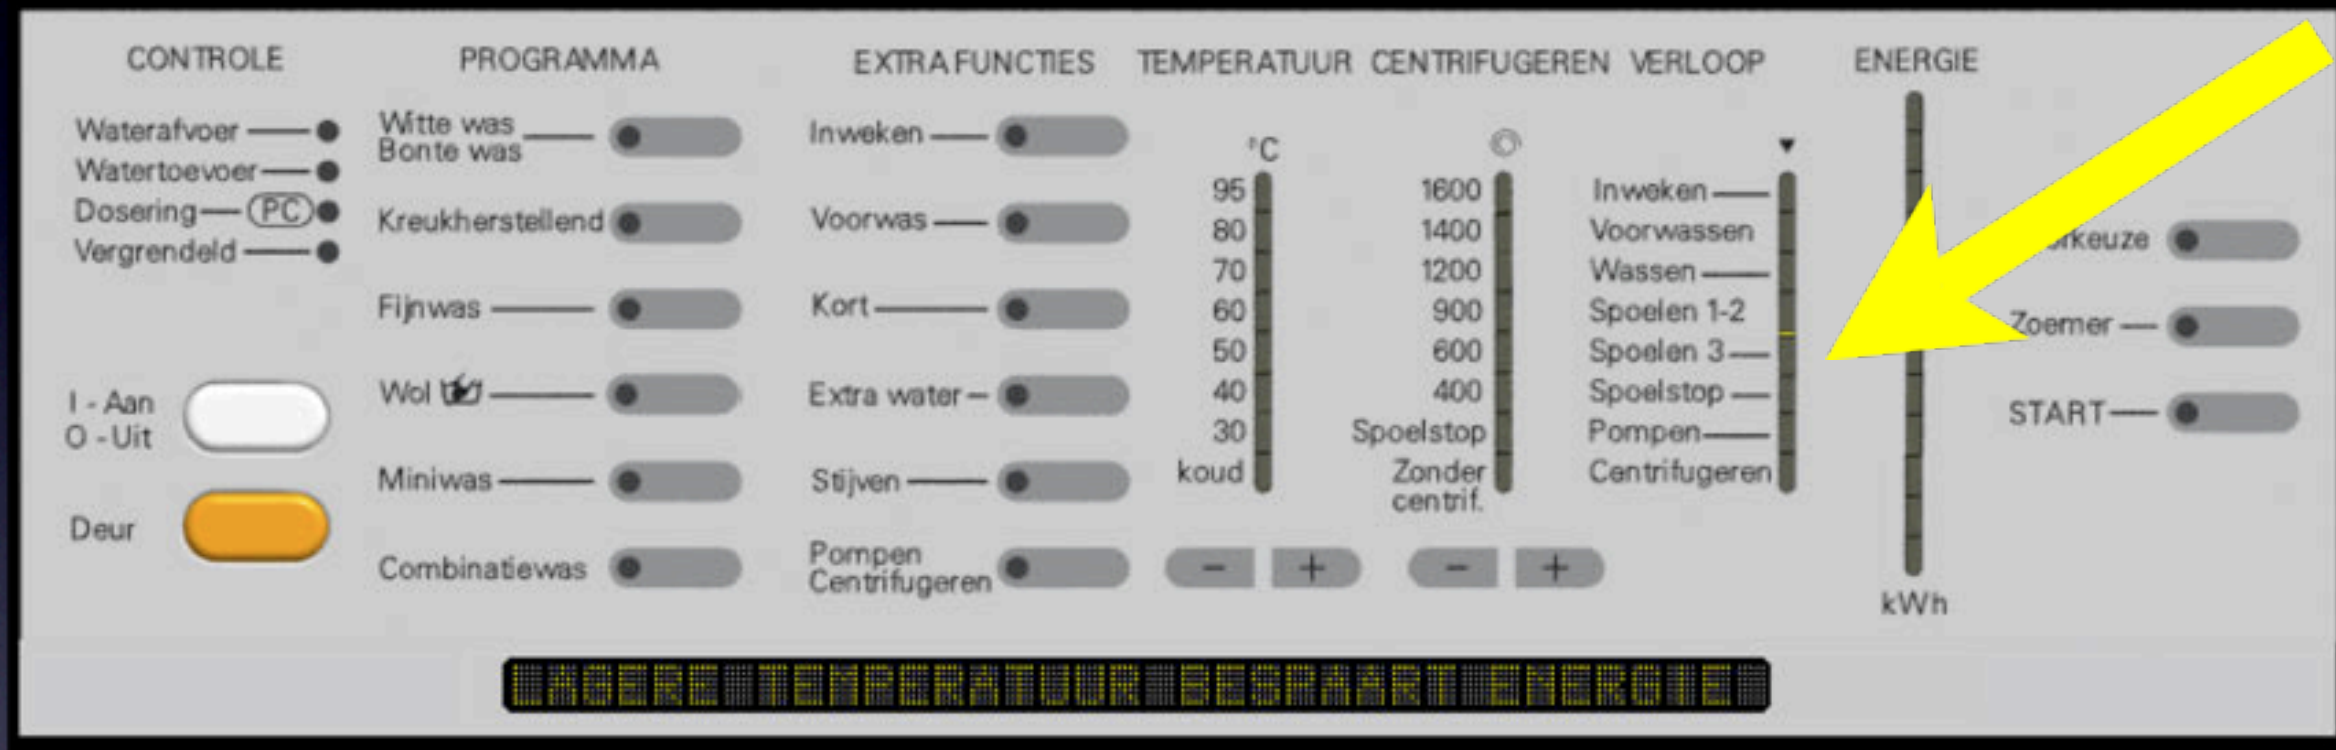 CONTROLE
Waterafvoer
Watertoevoer
Dosering PC
Vergrendeld
I - Aan
O - Uit
Deur
PROGRAMMA
Witte was
Bonte was
Kreukherstellend
Fijnwas
Wol
Miniwas
Combinatiewas
EXTRA FUNCTIES
Inweken
Voorwas
Kort
Extra water
Stijven
Pompen
Centrifugeren
TEMPERATUUR
°C
95
80
70
60
50
40
30
koud
- +
CENTRIFUGEREN
1600
1400
1200
900
600
400
Spoelstop
Zonder
centrif.
- +
VERLOOP
Inweken
Voorwassen
Wassen
Spoelen 1-2
Spoelen 3
Spoelstop
Pompen
Centrifugeren
ENERGIE
kWh
Zoemer
START
LAGERE TEMPERATUUR BESPAART ENERGIE